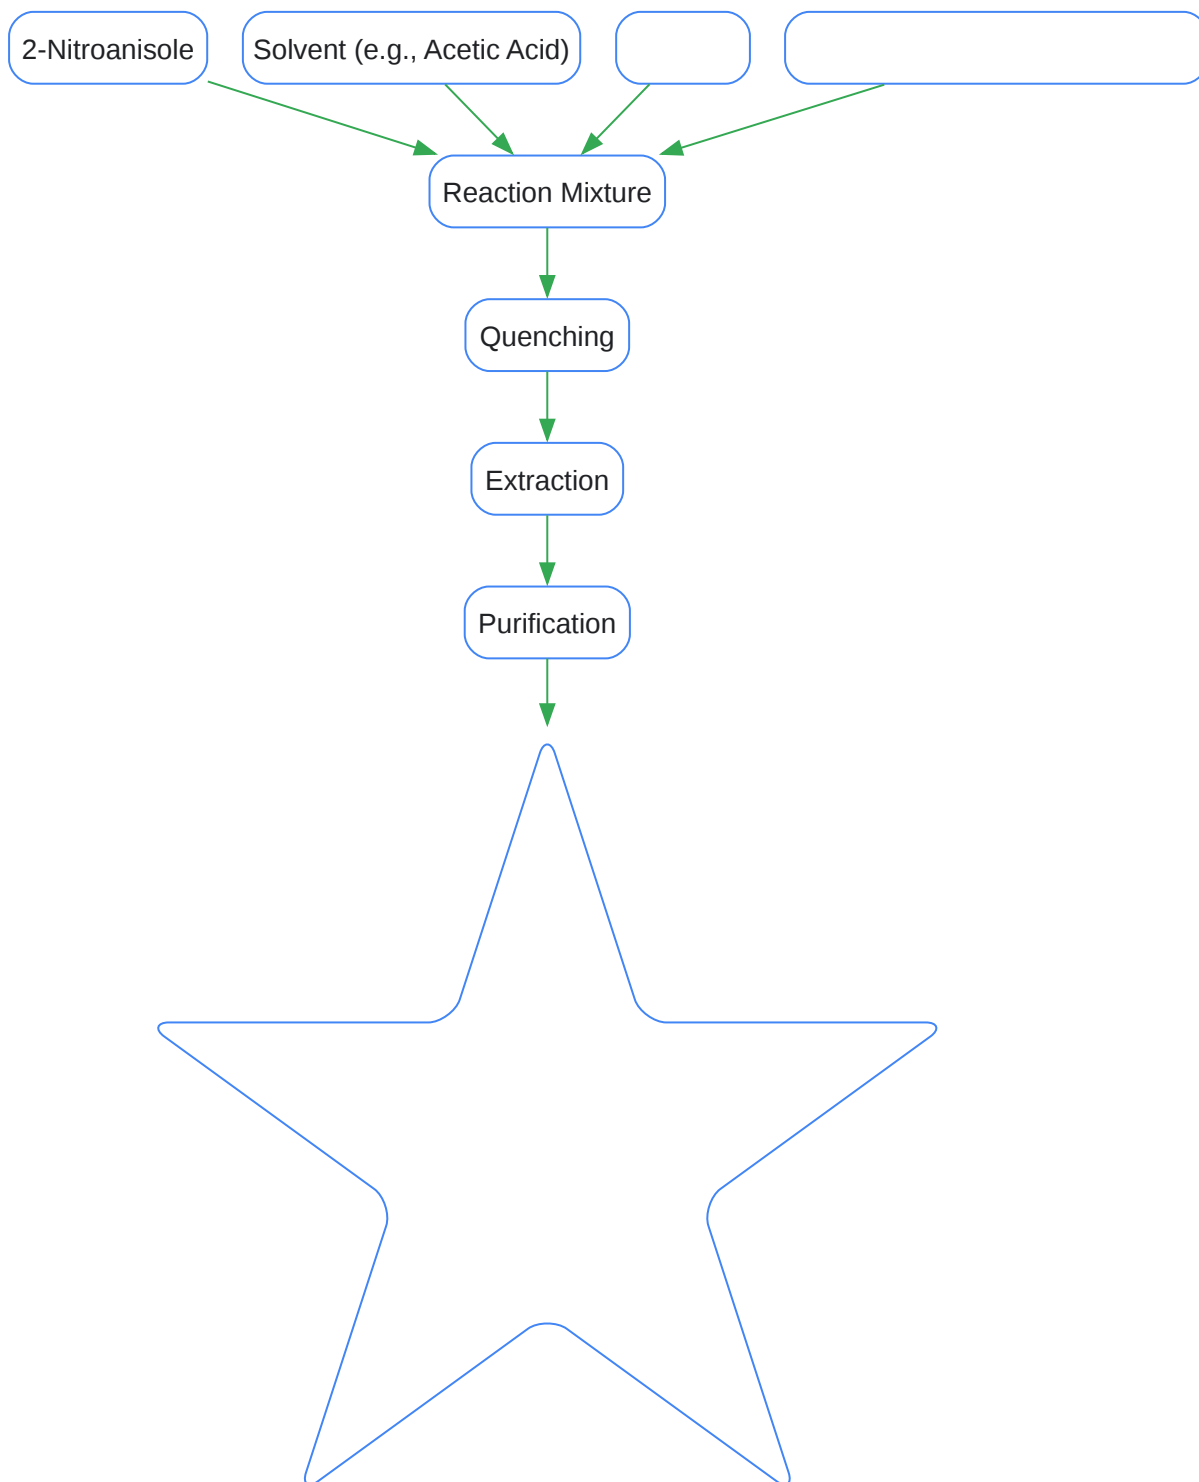 2-Nitroanisole
Solvent (e.g., Acetic Acid)
Reaction Mixture
Quenching
Extraction
Purification